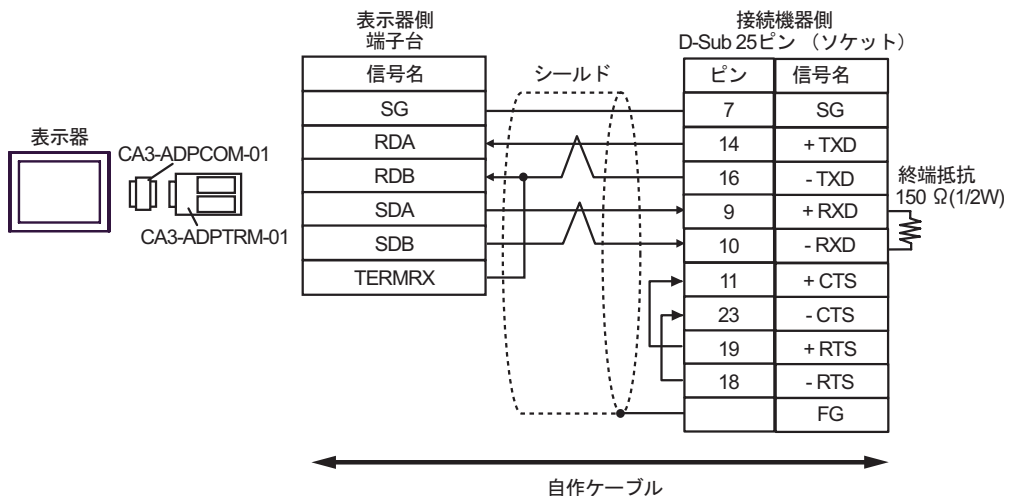 表示器側
端子台
接続機器側
D-Sub 25ピン （ソケット）
信号名
シールド
ピン
信号名
SG
7
SG
RDA
14
+ TXD
RDB
16
- TXD
SDA
9
+ RXD
SDB
10
- RXD
TERMRX
11
+ CTS
23
- CTS
19
+ RTS
18
- RTS
FG
表示器
CA3-ADPCOM-01
CA3-ADPTRM-01
終端抵抗
150 Ω(1/2W)
自作ケーブル